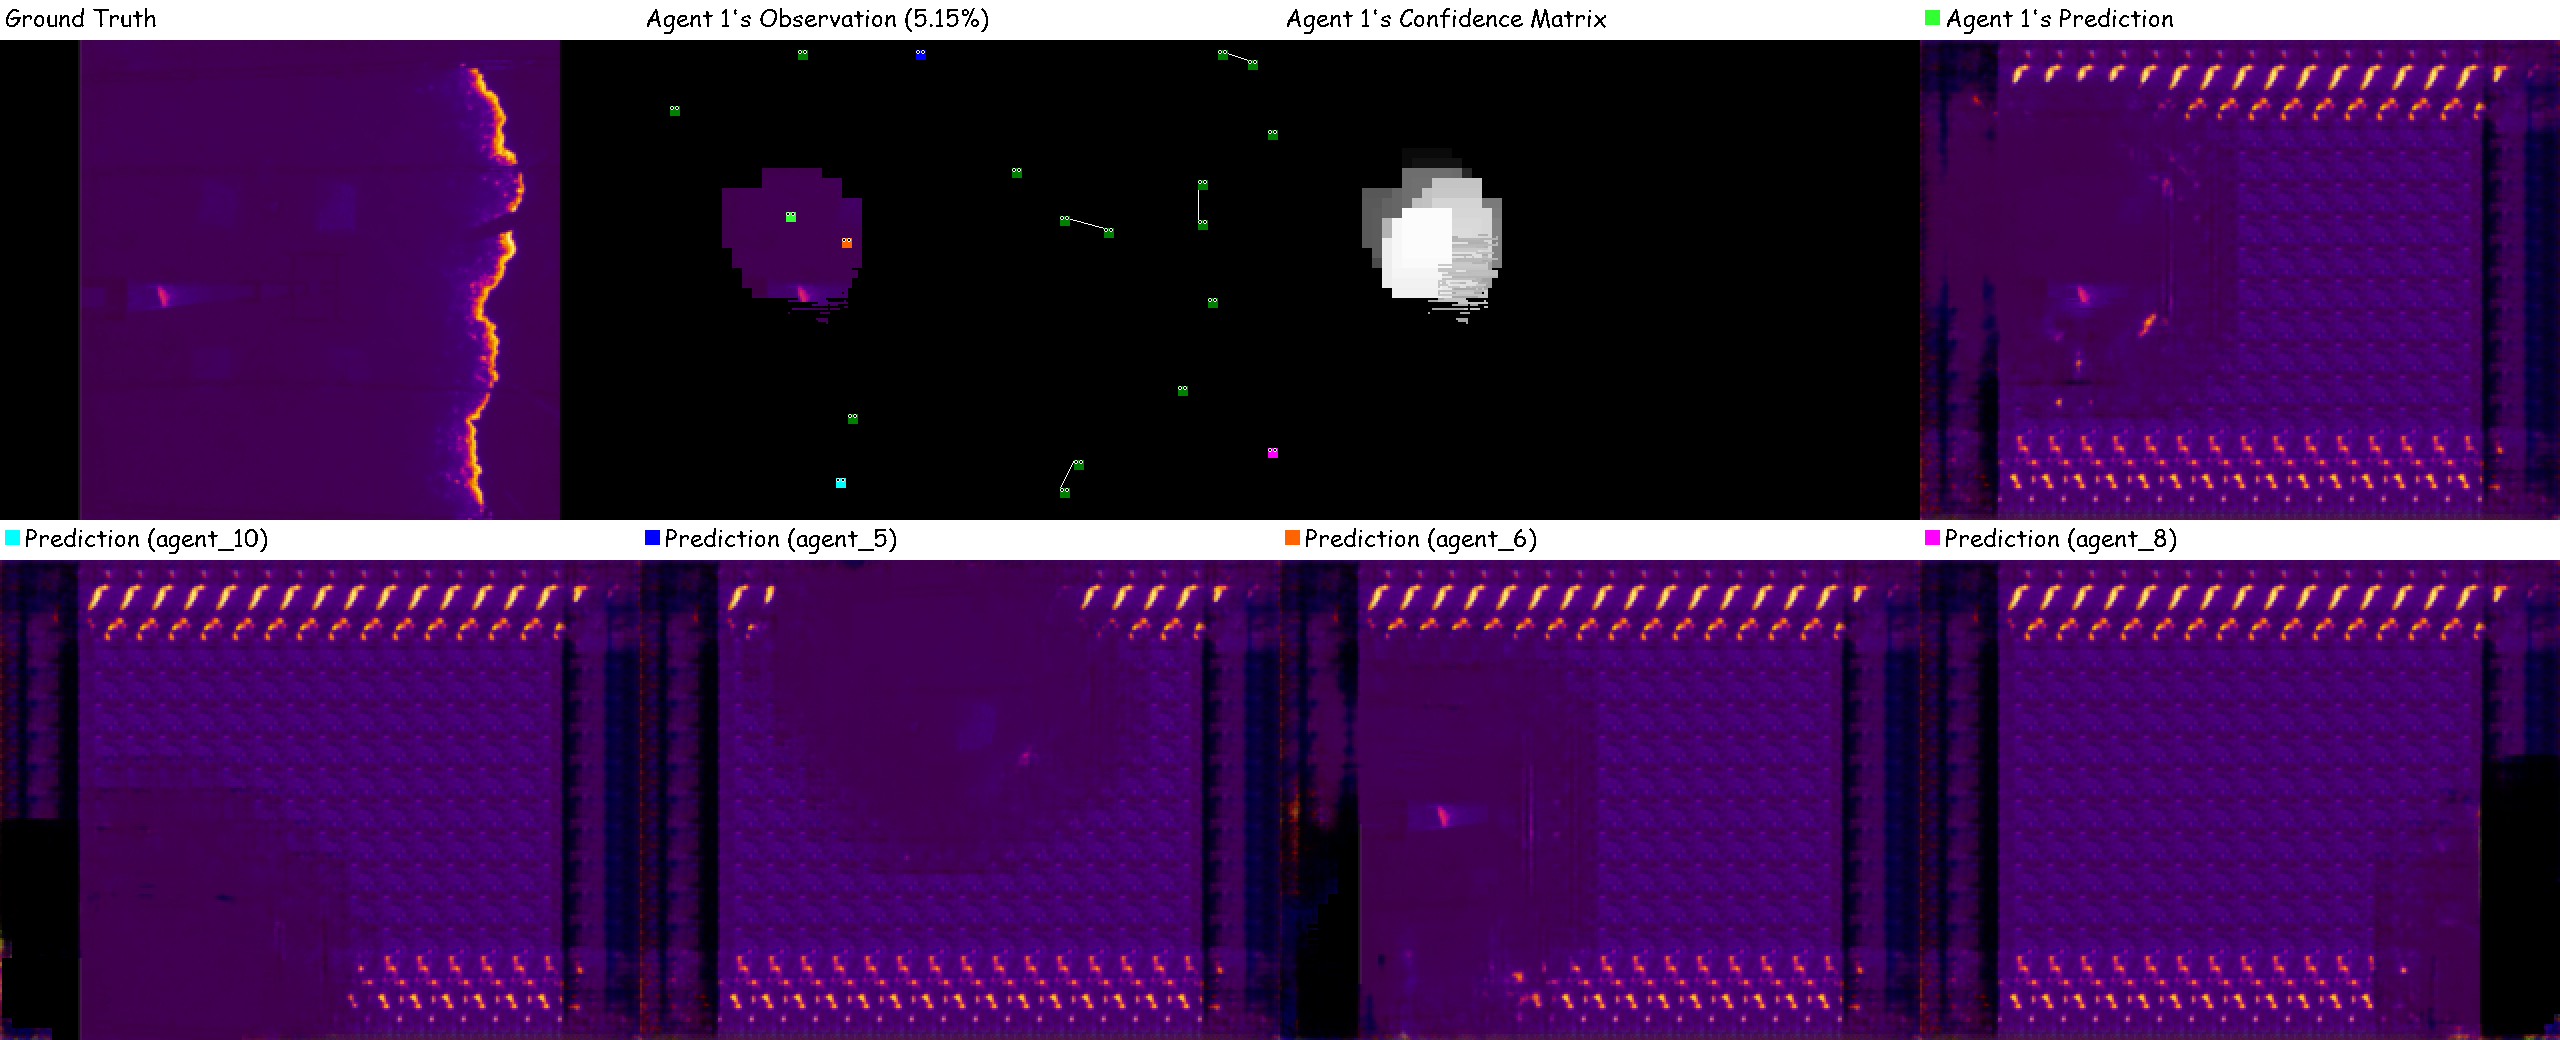 Ground Truth
Agent 1's Observation (5.15%)
Agent 1's Confidence Matrix
Agent 1's Prediction
Prediction (agent_10)
Prediction (agent_5)
Prediction (agent_6)
Prediction (agent_8)